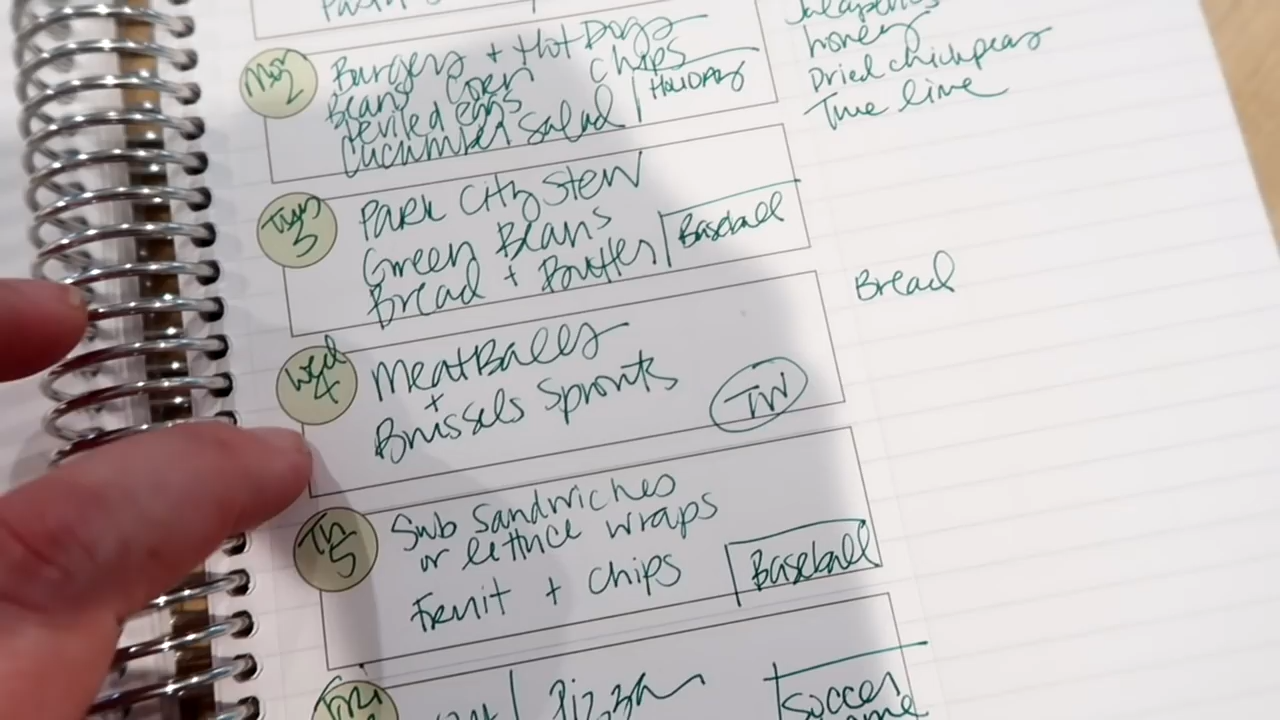 Mon
2
Burgers + Hot Dogs
Beans Corn Chips
Deviled eggs
Cucumber Salad
HOLIDAY
Jalapeños
honey
Dried chickpeas
True lime
Tues
3
PARK City Stew
Green Beans
Bread + Butter
Baseball
Bread
Wed
4
MeatBalls
+
Brussels Sprouts
TW
Th
5
Sub Sandwiches
or lettuce wraps
Fruit + Chips
Baseball
Fri
Pizza
Soccer